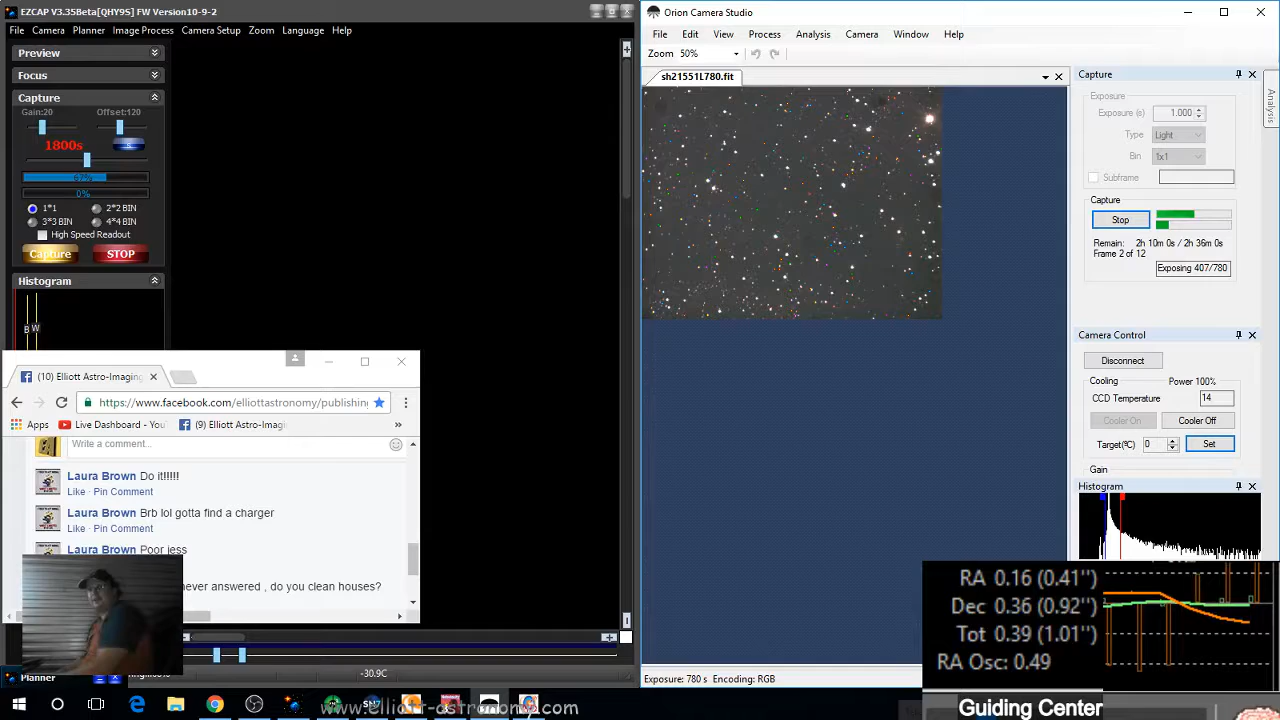 EZCAP V3.35Beta[QHY9S] FW Version10-9-2
File Camera Planner Image Process Camera Setup Zoom Language Help
Preview
Focus
Capture
Gain:20 Offset:120
1800s
67%
0%
1*1 2*2 BIN
3*3 BIN 4*4 BIN
High Speed Readout
Capture STOP
Histogram
B W
(10) Elliott Astro-Imaging
https://www.facebook.com/elliottastronomy/publishing
Apps Live Dashboard - You (9) Elliott Astro-Imagi »
Write a comment...
Laura Brown Do it!!!!!
Like · Pin Comment
Laura Brown Brb lol gotta find a charger
Like · Pin Comment
Laura Brown Poor jess
never answered , do you clean houses?
Planner
-30.9C
Orion Camera Studio
File Edit View Process Analysis Camera Window Help
Zoom 50%
sh21551L780.fit
Capture
Analysis
Exposure
Exposure (s) 1.000
Type Light
Bin 1x1
Subframe
Capture
Stop
Remain: 2h 10m 0s / 2h 36m 0s
Frame 2 of 12
Exposing 407/780
Camera Control
Disconnect
Cooling Power 100%
CCD Temperature 14
Cooler On Cooler Off
Target(ºC) 0 Set
Gain
Histogram
RA 0.16 (0.41")
Dec 0.36 (0.92")
Tot 0.39 (1.01")
RA Osc: 0.49
Exposure: 780 s Encoding: RGB
www.elliott-astronomy.com
Guiding Center